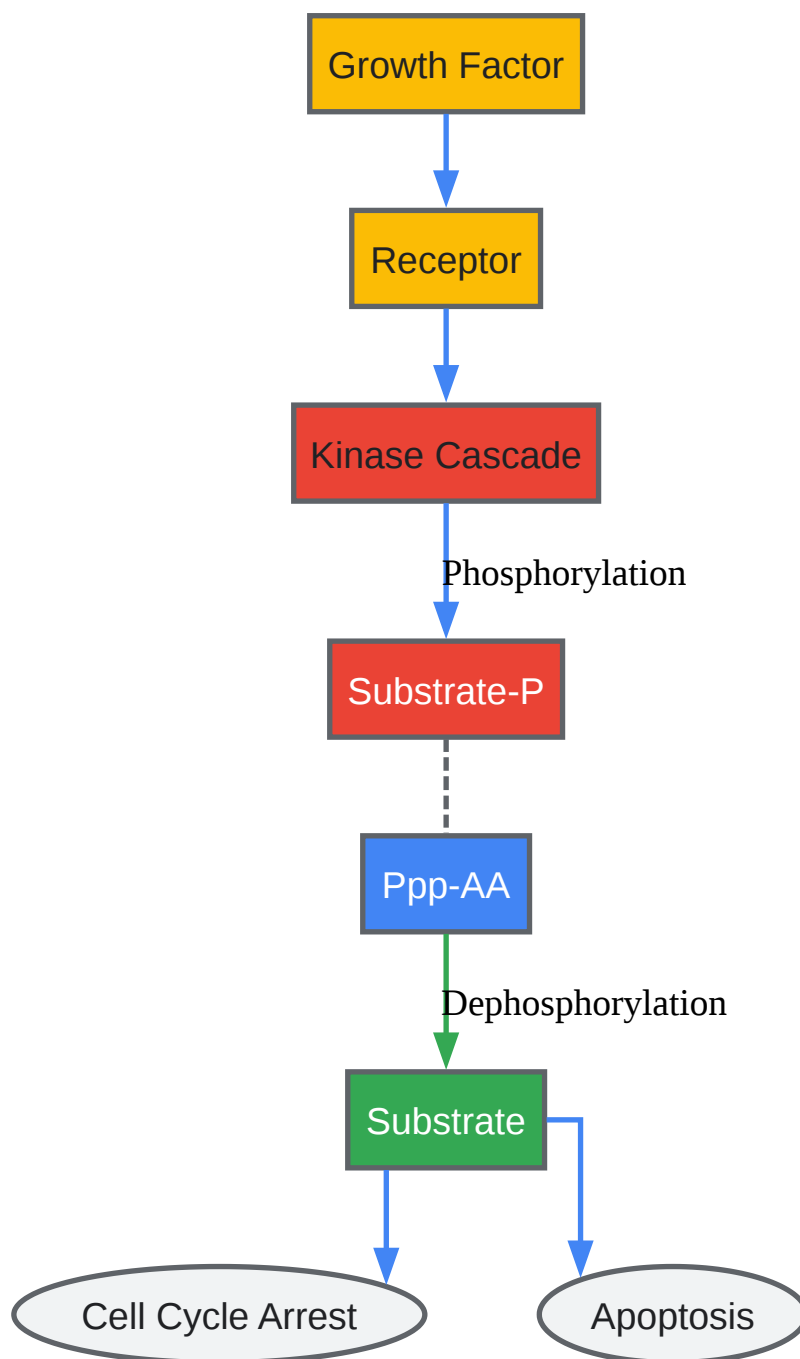 Growth Factor
Receptor
Kinase Cascade
Phosphorylation
Substrate-P
Ppp-AA
Dephosphorylation
Substrate
Cell Cycle Arrest
Apoptosis